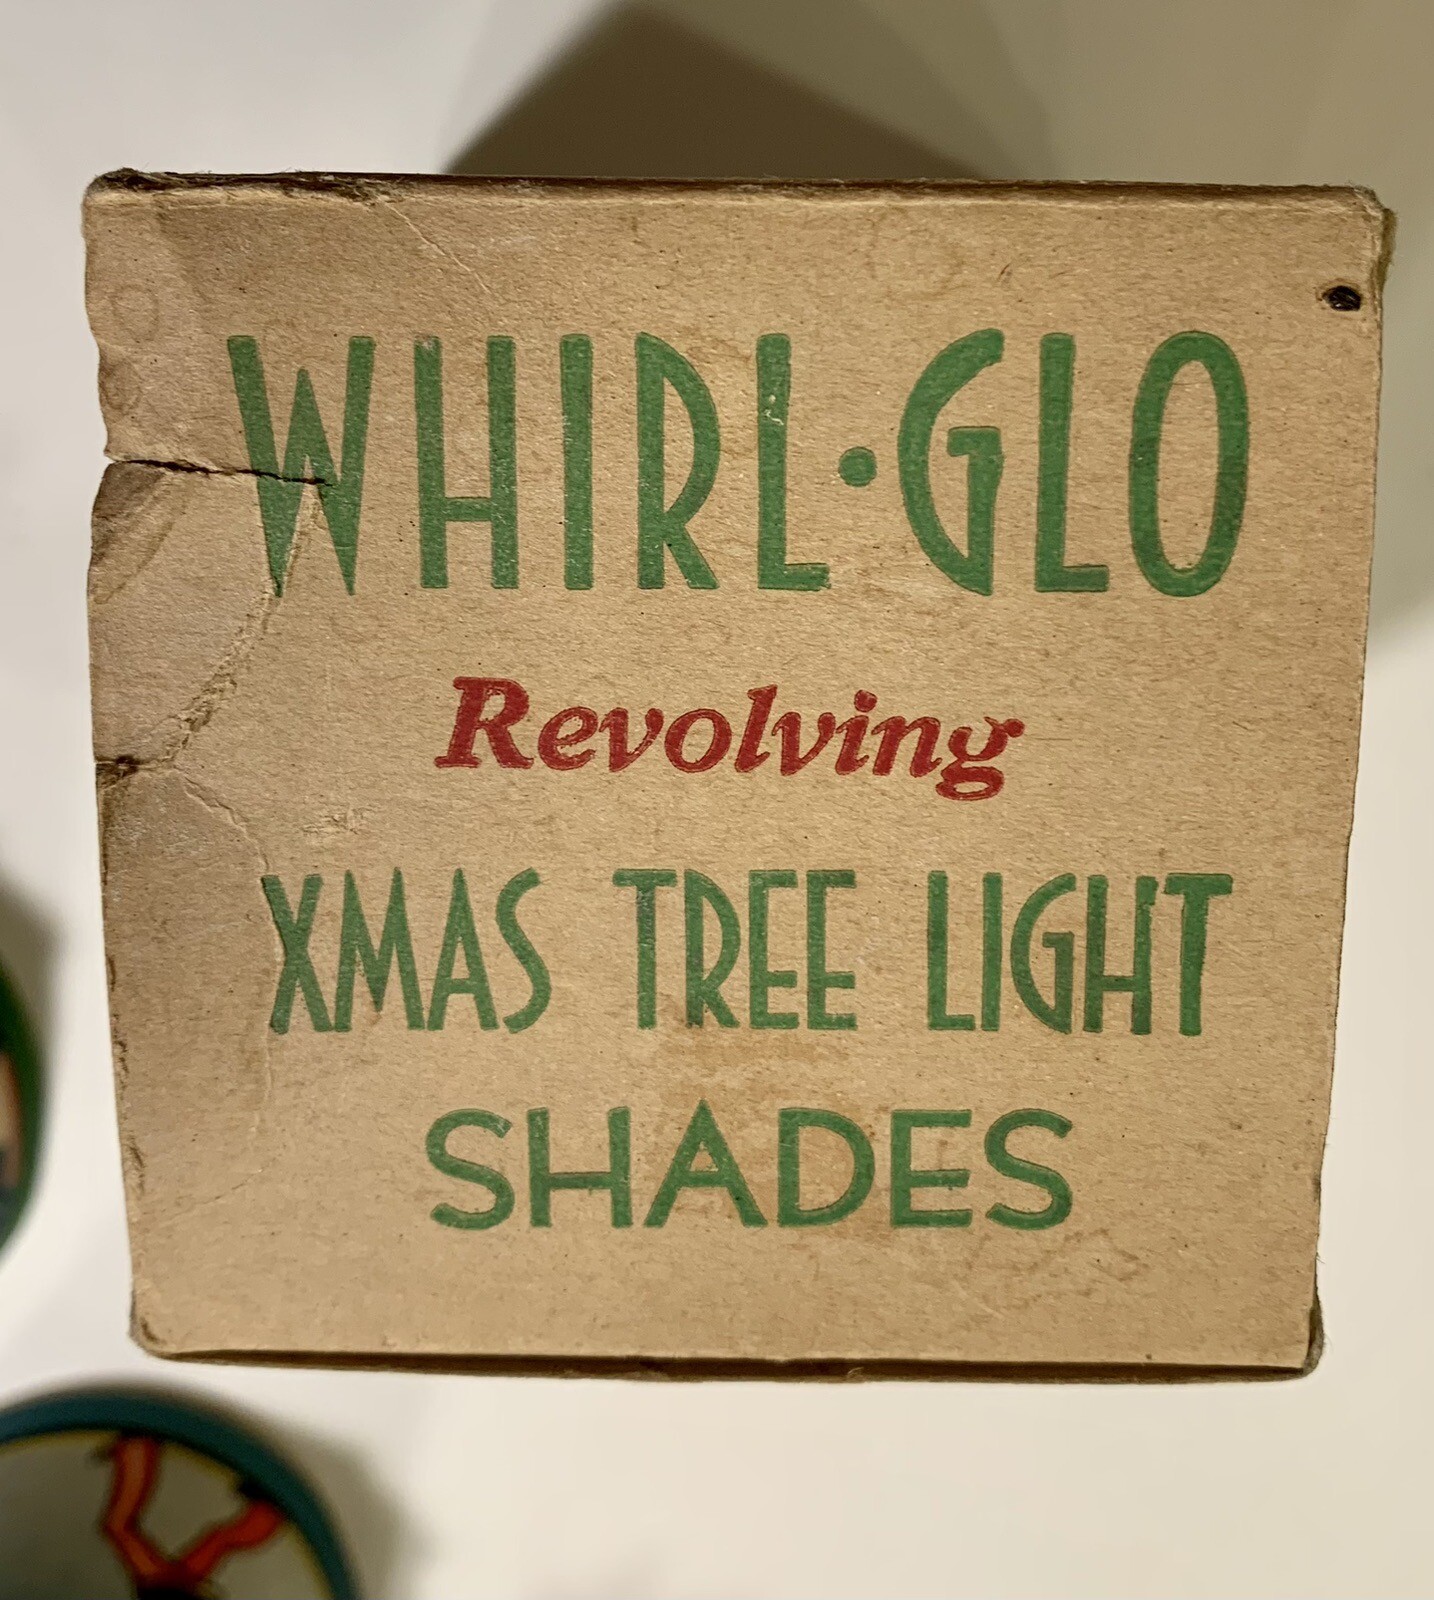 WHIRL·GLO
Revolving
XMAS TREE LIGHT
SHADES